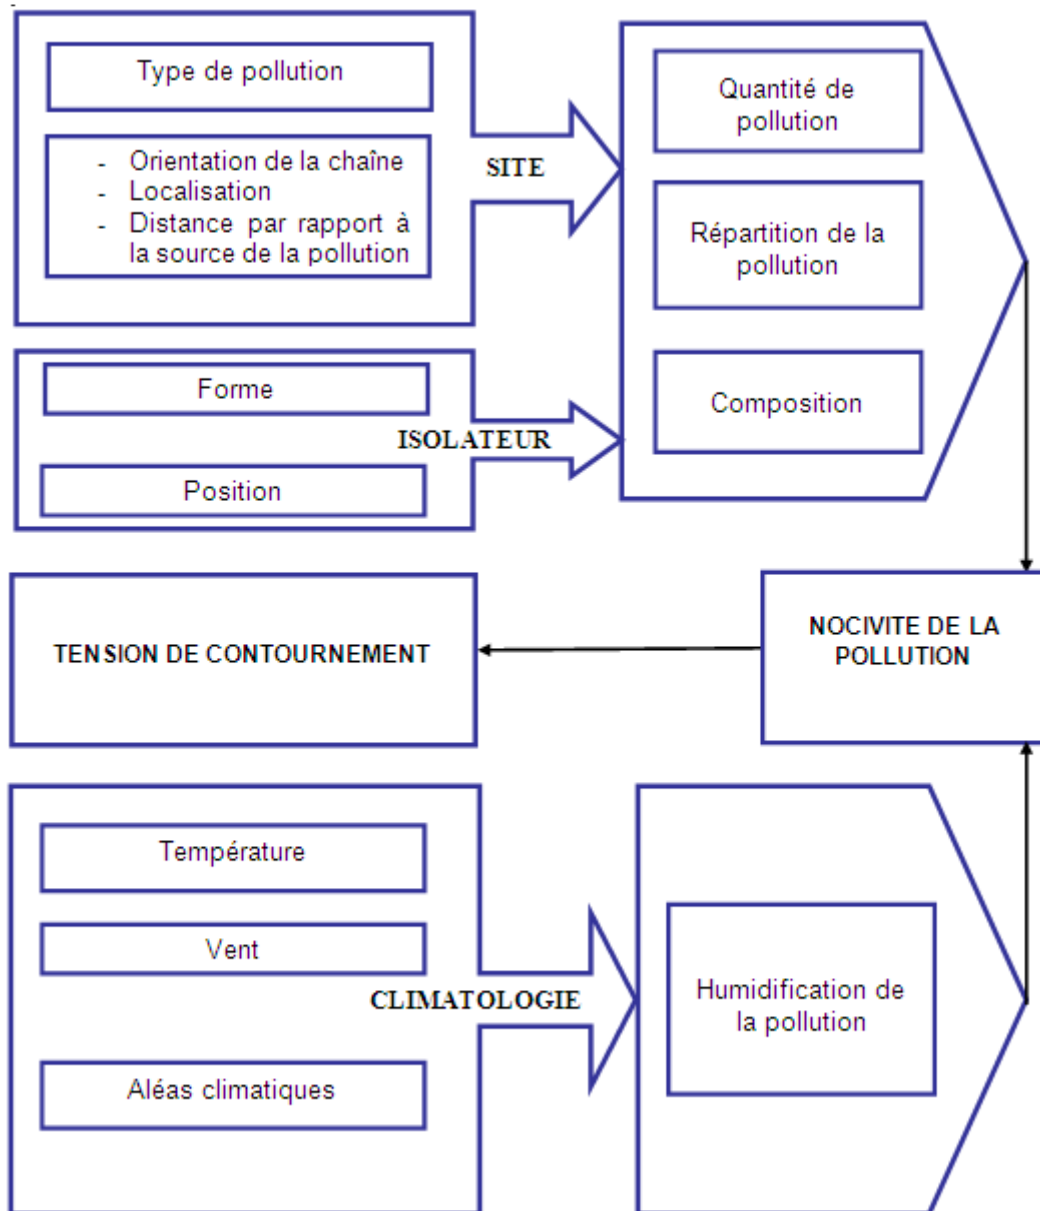 Type de pollution
- Orientation de la chaîne
- Localisation
- Distance par rapport à
la source de la pollution
SITE
Quantité de
pollution
Répartition de la
pollution
Composition
Forme
ISOLATEUR
Position
TENSION DE CONTOURNEMENT
NOCIVITE DE LA
POLLUTION
Température
Vent
CLIMATOLOGIE
Aléas climatiques
Humidification de
la pollution